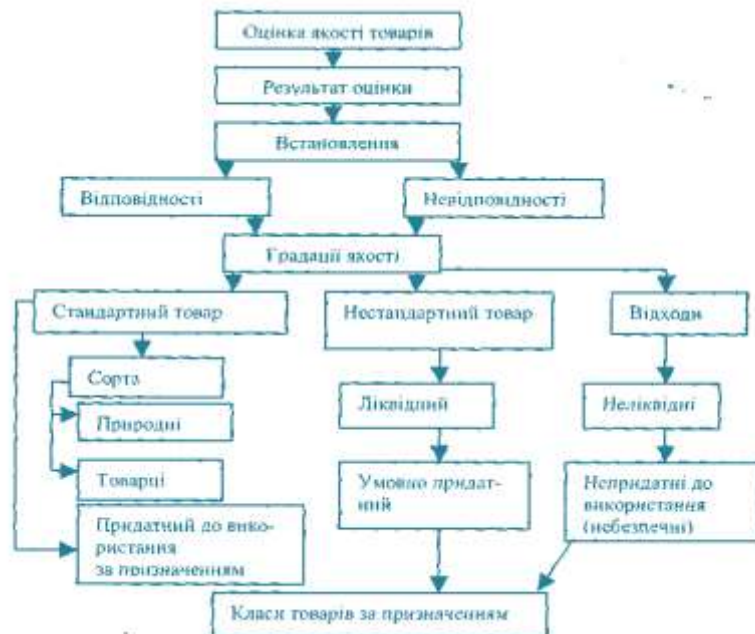 Оцінка якості товарів
Результат оцінки
Встановлення
Відповідності
Невідповідності
Градації якості
Стандартний товар
Нестандартний товар
Відходи
Сорта
Ліквідний
Неліквідні
Природні
Товарні
Умовно придат-
ний
Непридатні до
використання
(небезпечні)
Придатний до вико-
ристання
за призначенням
Класи товарів за призначенням